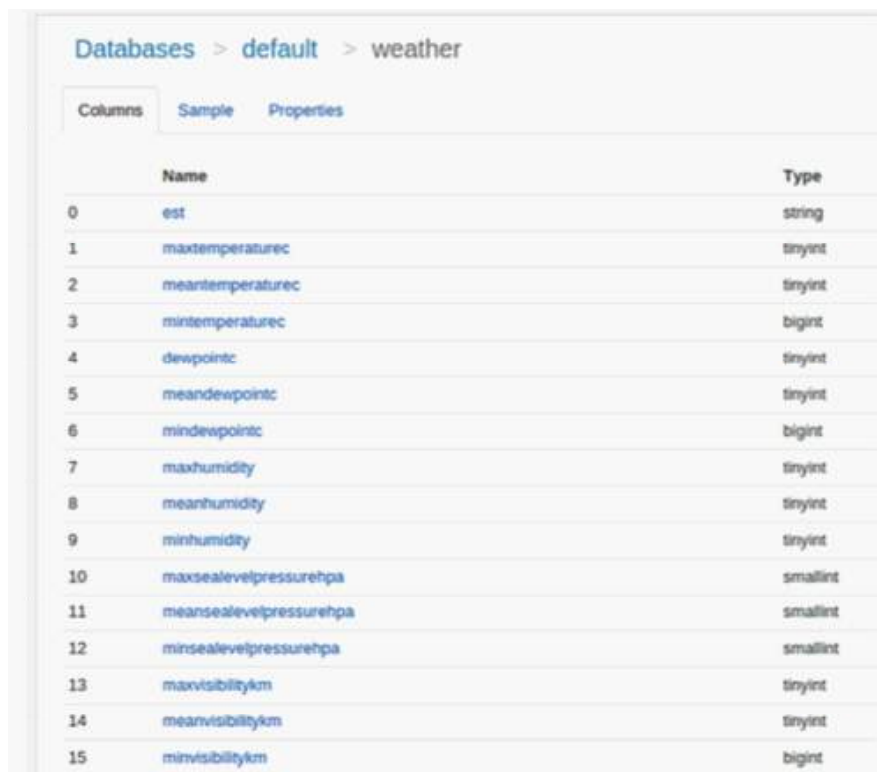 Databases > default > weather
Columns Sample Properties
Name Type
0 est string
1 maxtemperaturec tinyint
2 meantemperaturec tinyint
3 mintemperaturec bigint
4 dewpointc tinyint
5 meandewpointc tinyint
6 mindewpointc bigint
7 maxhumidity tinyint
8 meanhumidity tinyint
9 minhumidity tinyint
10 maxsealevelpressurehpa smallint
11 meansealevelpressurehpa smallint
12 minsealevelpressurehpa smallint
13 maxvisibilitykm tinyint
14 meanvisibilitykm tinyint
15 minvisibilitykm bigint